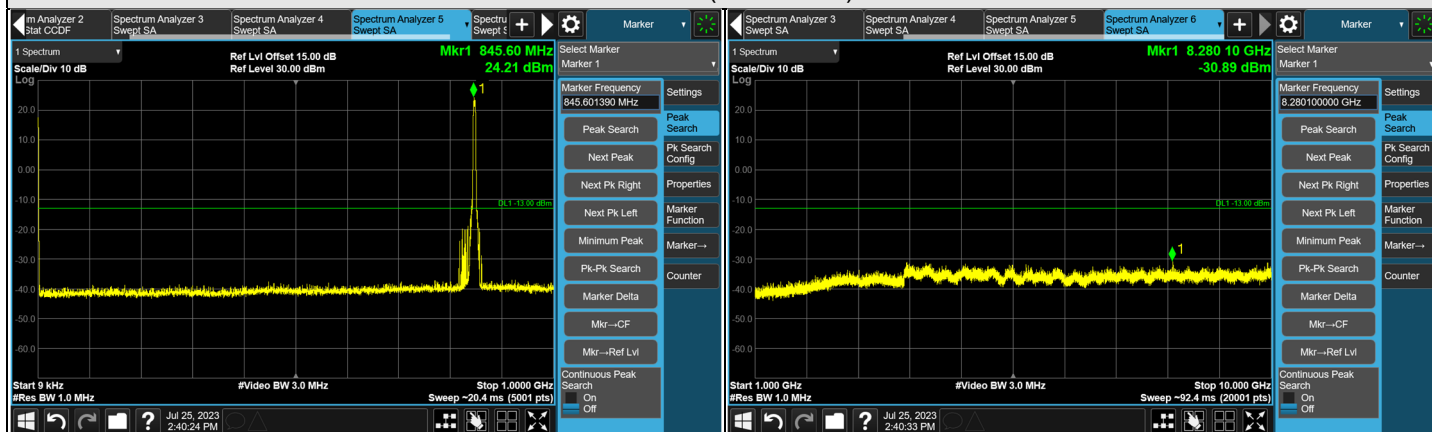 m Analyzer 2
Stat CCDF
Spectrum Analyzer 3
Swept SA
Spectrum Analyzer 4
Swept SA
Spectrum Analyzer 5
Swept SA
Spectru
Swept S
Marker
1 Spectrum
Scale/Div 10 dB
Log
Ref Lvl Offset 15.00 dB
Ref Level 30.00 dBm
Mkr1 845.60 MHz
24.21 dBm
1
20.0
10.0
0.00
-10.0
-20.0
-30.0
-40.0
-50.0
-60.0
DL1 -13.00 dBm
Start 9 kHz
#Res BW 1.0 MHz
#Video BW 3.0 MHz
Stop 1.0000 GHz
Sweep ~20.4 ms (5001 pts)
Select Marker
Marker 1
Marker Frequency
845.601390 MHz
Peak Search
Next Peak
Next Pk Right
Next Pk Left
Minimum Peak
Pk-Pk Search
Marker Delta
Mkr→CF
Mkr→Ref Lvl
Continuous Peak
Search
On
Off
Settings
Peak
Search
Pk Search
Config
Properties
Marker
Function
Marker→
Counter
?
Jul 25, 2023
2:40:24 PM
Spectrum Analyzer 3
Swept SA
Spectrum Analyzer 4
Swept SA
Spectrum Analyzer 5
Swept SA
Spectrum Analyzer 6
Swept SA
Marker
1 Spectrum
Scale/Div 10 dB
Log
Ref Lvl Offset 15.00 dB
Ref Level 30.00 dBm
Mkr1 8.280 10 GHz
-30.89 dBm
20.0
10.0
0.00
-10.0
-20.0
-30.0
-40.0
-50.0
-60.0
DL1 -13.00 dBm
1
Start 1.000 GHz
#Res BW 1.0 MHz
#Video BW 3.0 MHz
Stop 10.000 GHz
Sweep ~92.4 ms (20001 pts)
Select Marker
Marker 1
Marker Frequency
8.280100000 GHz
Peak Search
Next Peak
Next Pk Right
Next Pk Left
Minimum Peak
Pk-Pk Search
Marker Delta
Mkr→CF
Mkr→Ref Lvl
Continuous Peak
Search
On
Off
Settings
Peak
Search
Pk Search
Config
Properties
Marker
Function
Marker→
Counter
?
Jul 25, 2023
2:40:33 PM